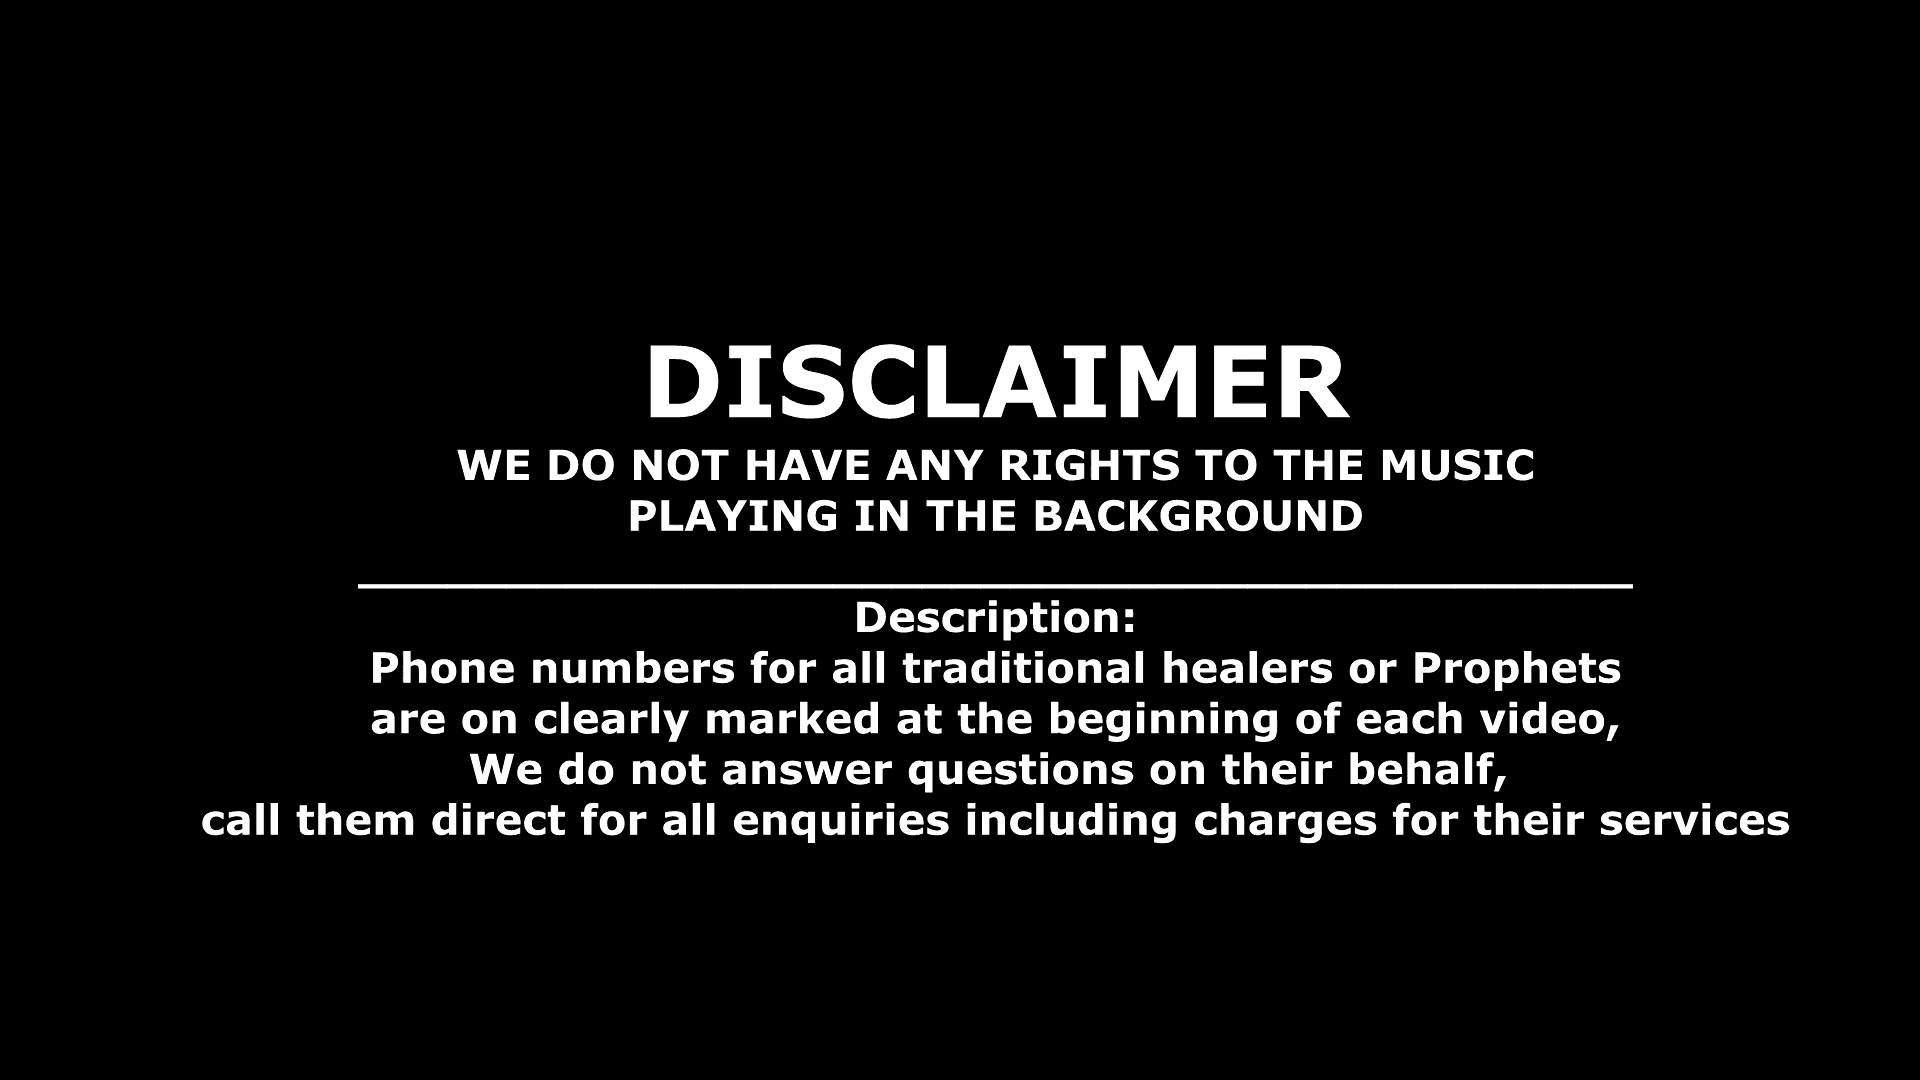 DISCLAIMER
WE DO NOT HAVE ANY RIGHTS TO THE MUSIC
PLAYING IN THE BACKGROUND
Description:
Phone numbers for all traditional healers or Prophets
are on clearly marked at the beginning of each video,
We do not answer questions on their behalf,
call them direct for all enquiries including charges for their services